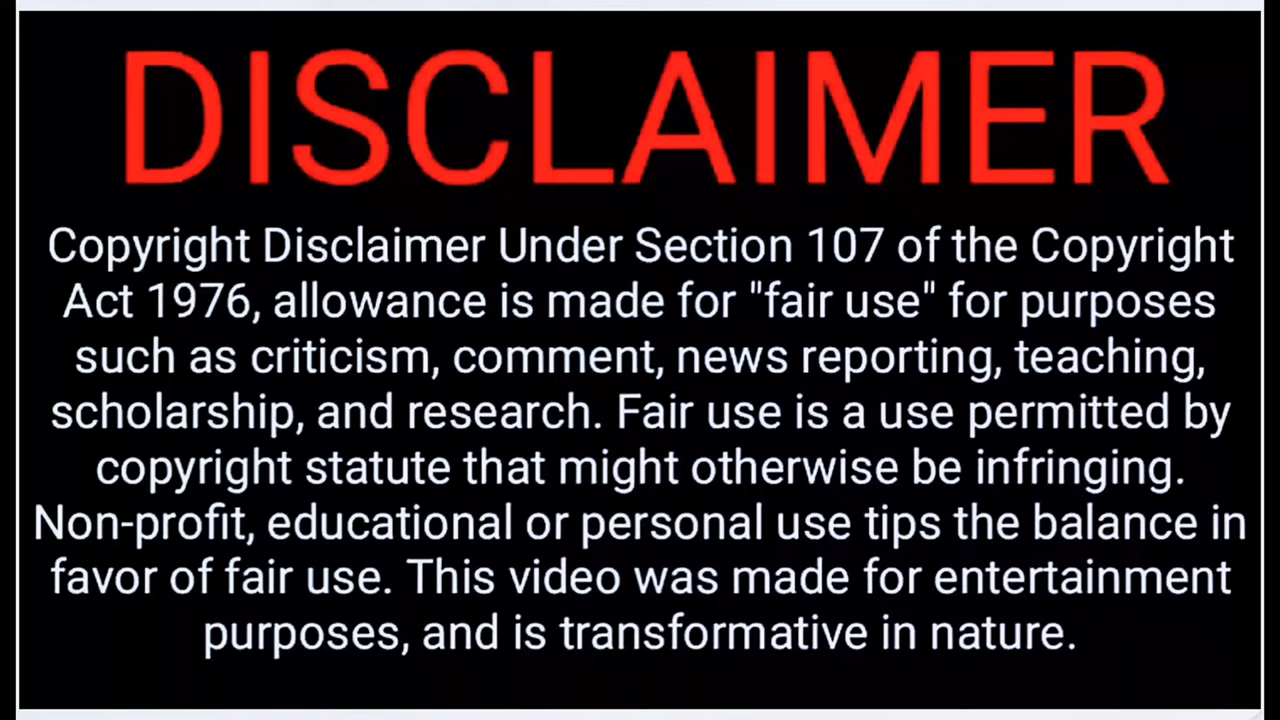 DISCLAIMER
Copyright Disclaimer Under Section 107 of the Copyright
Act 1976, allowance is made for "fair use" for purposes
such as criticism, comment, news reporting, teaching,
scholarship, and research. Fair use is a use permitted by
copyright statute that might otherwise be infringing.
Non-profit, educational or personal use tips the balance in
favor of fair use. This video was made for entertainment
purposes, and is transformative in nature.